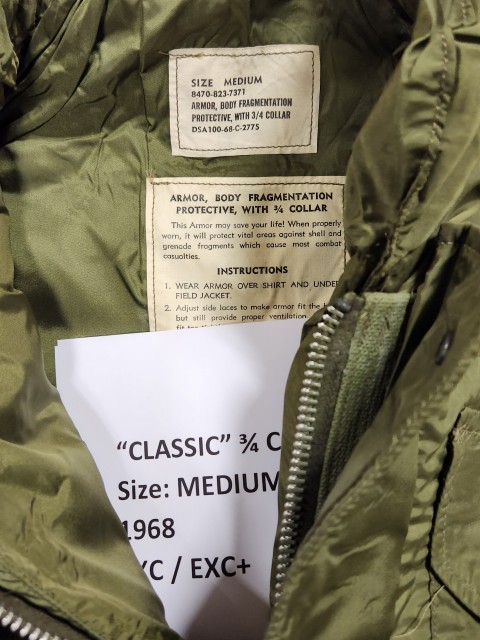 SIZE MEDIUM
8470-823-7371
ARMOR, BODY FRAGMENTATION
PROTECTIVE, WITH 3/4 COLLAR
DSA100-68-C-2775
ARMOR, BODY FRAGMENTATION
PROTECTIVE, WITH ¾ COLLAR
This Armor may save your life! When properly
worn, it will protect vital areas against shell and
grenade fragments which cause most combat
casualties.
INSTRUCTIONS
1. WEAR ARMOR OVER SHIRT AND UNDER
FIELD JACKET.
2. Adjust side laces to make armor fit the
but still provide proper ventilation.
“CLASSIC” ¾ C
Size: MEDIUM
1968
/ EXC+